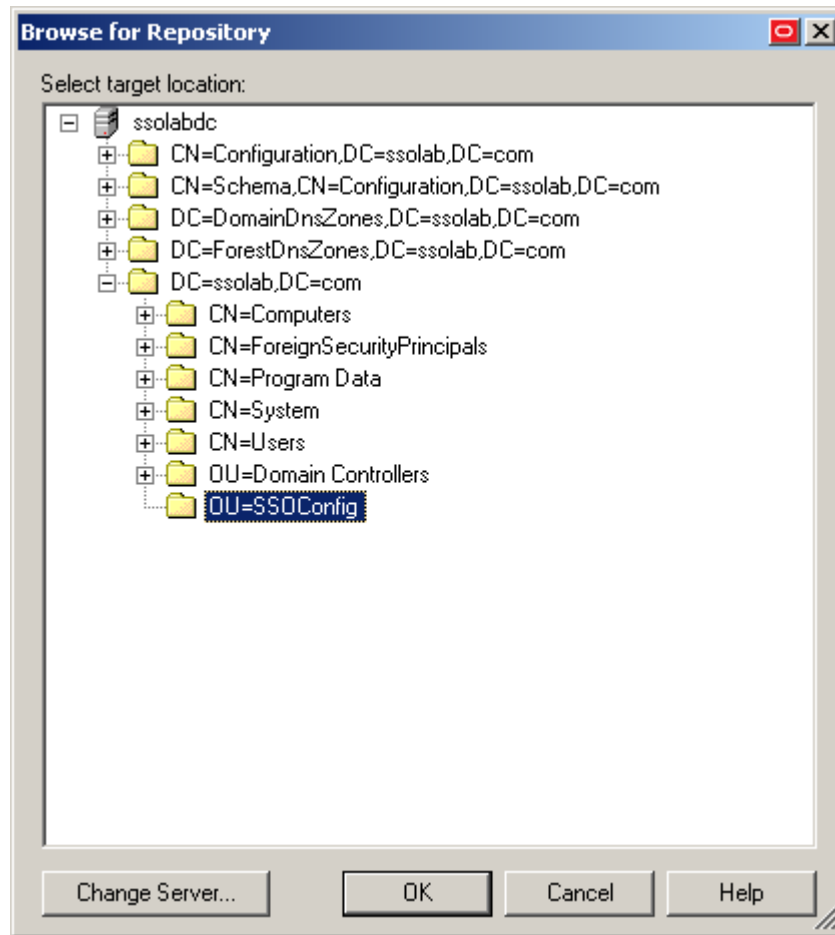 Browse for Repository
Select target location:
ssolabdc
CN=Configuration,DC=ssolab,DC=com
CN=Schema,CN=Configuration,DC=ssolab,DC=com
DC=DomainDnsZones,DC=ssolab,DC=com
DC=ForestDnsZones,DC=ssolab,DC=com
DC=ssolab,DC=com
CN=Computers
CN=ForeignSecurityPrincipals
CN=Program Data
CN=System
CN=Users
OU=Domain Controllers
OU=SSOConfig
Change Server... OK Cancel Help